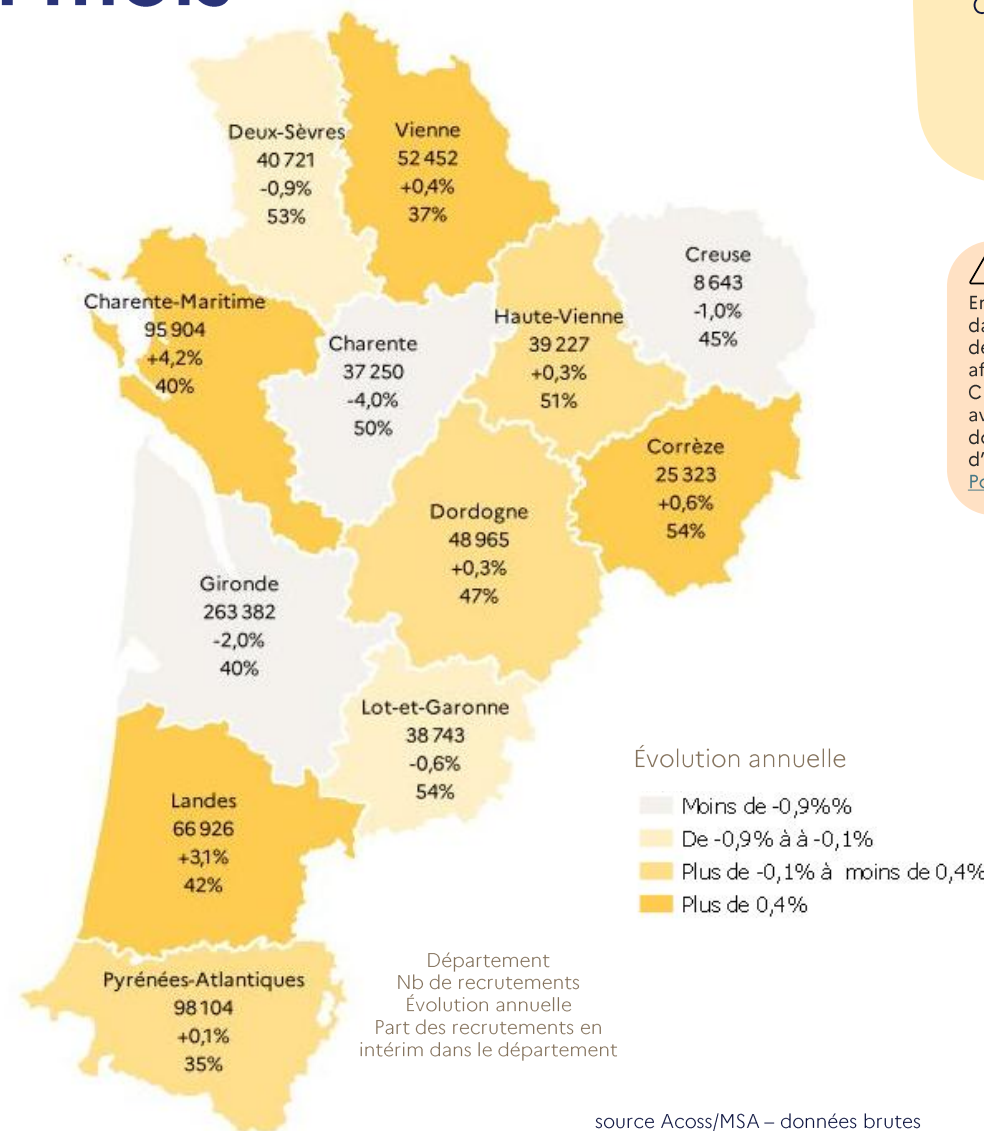 Deux-Sèvres
40 721
-0,9%
53%
Vienne
52 452
+0,4%
37%
Creuse
8 643
-1,0%
45%
Charente-Maritime
95 904
+4,2%
40%
Charente
37 250
-4,0%
50%
Haute-Vienne
39 227
+0,3%
51%
Corrèze
25 323
+0,6%
54%
Dordogne
48 965
+0,3%
47%
Gironde
263 382
-2,0%
40%
Lot-et-Garonne
38 743
-0,6%
54%
Landes
66 926
+3,1%
42%
Pyrénées-Atlantiques
98 104
+0,1%
35%
Évolution annuelle
Moins de -0,9%%
De -0,9% à à -0,1%
Plus de -0,1% à moins de 0,4%
Plus de 0,4%
Département
Nb de recrutements
Évolution annuelle
Part des recrutements en
intérim dans le département
source Acoss/MSA – données brutes